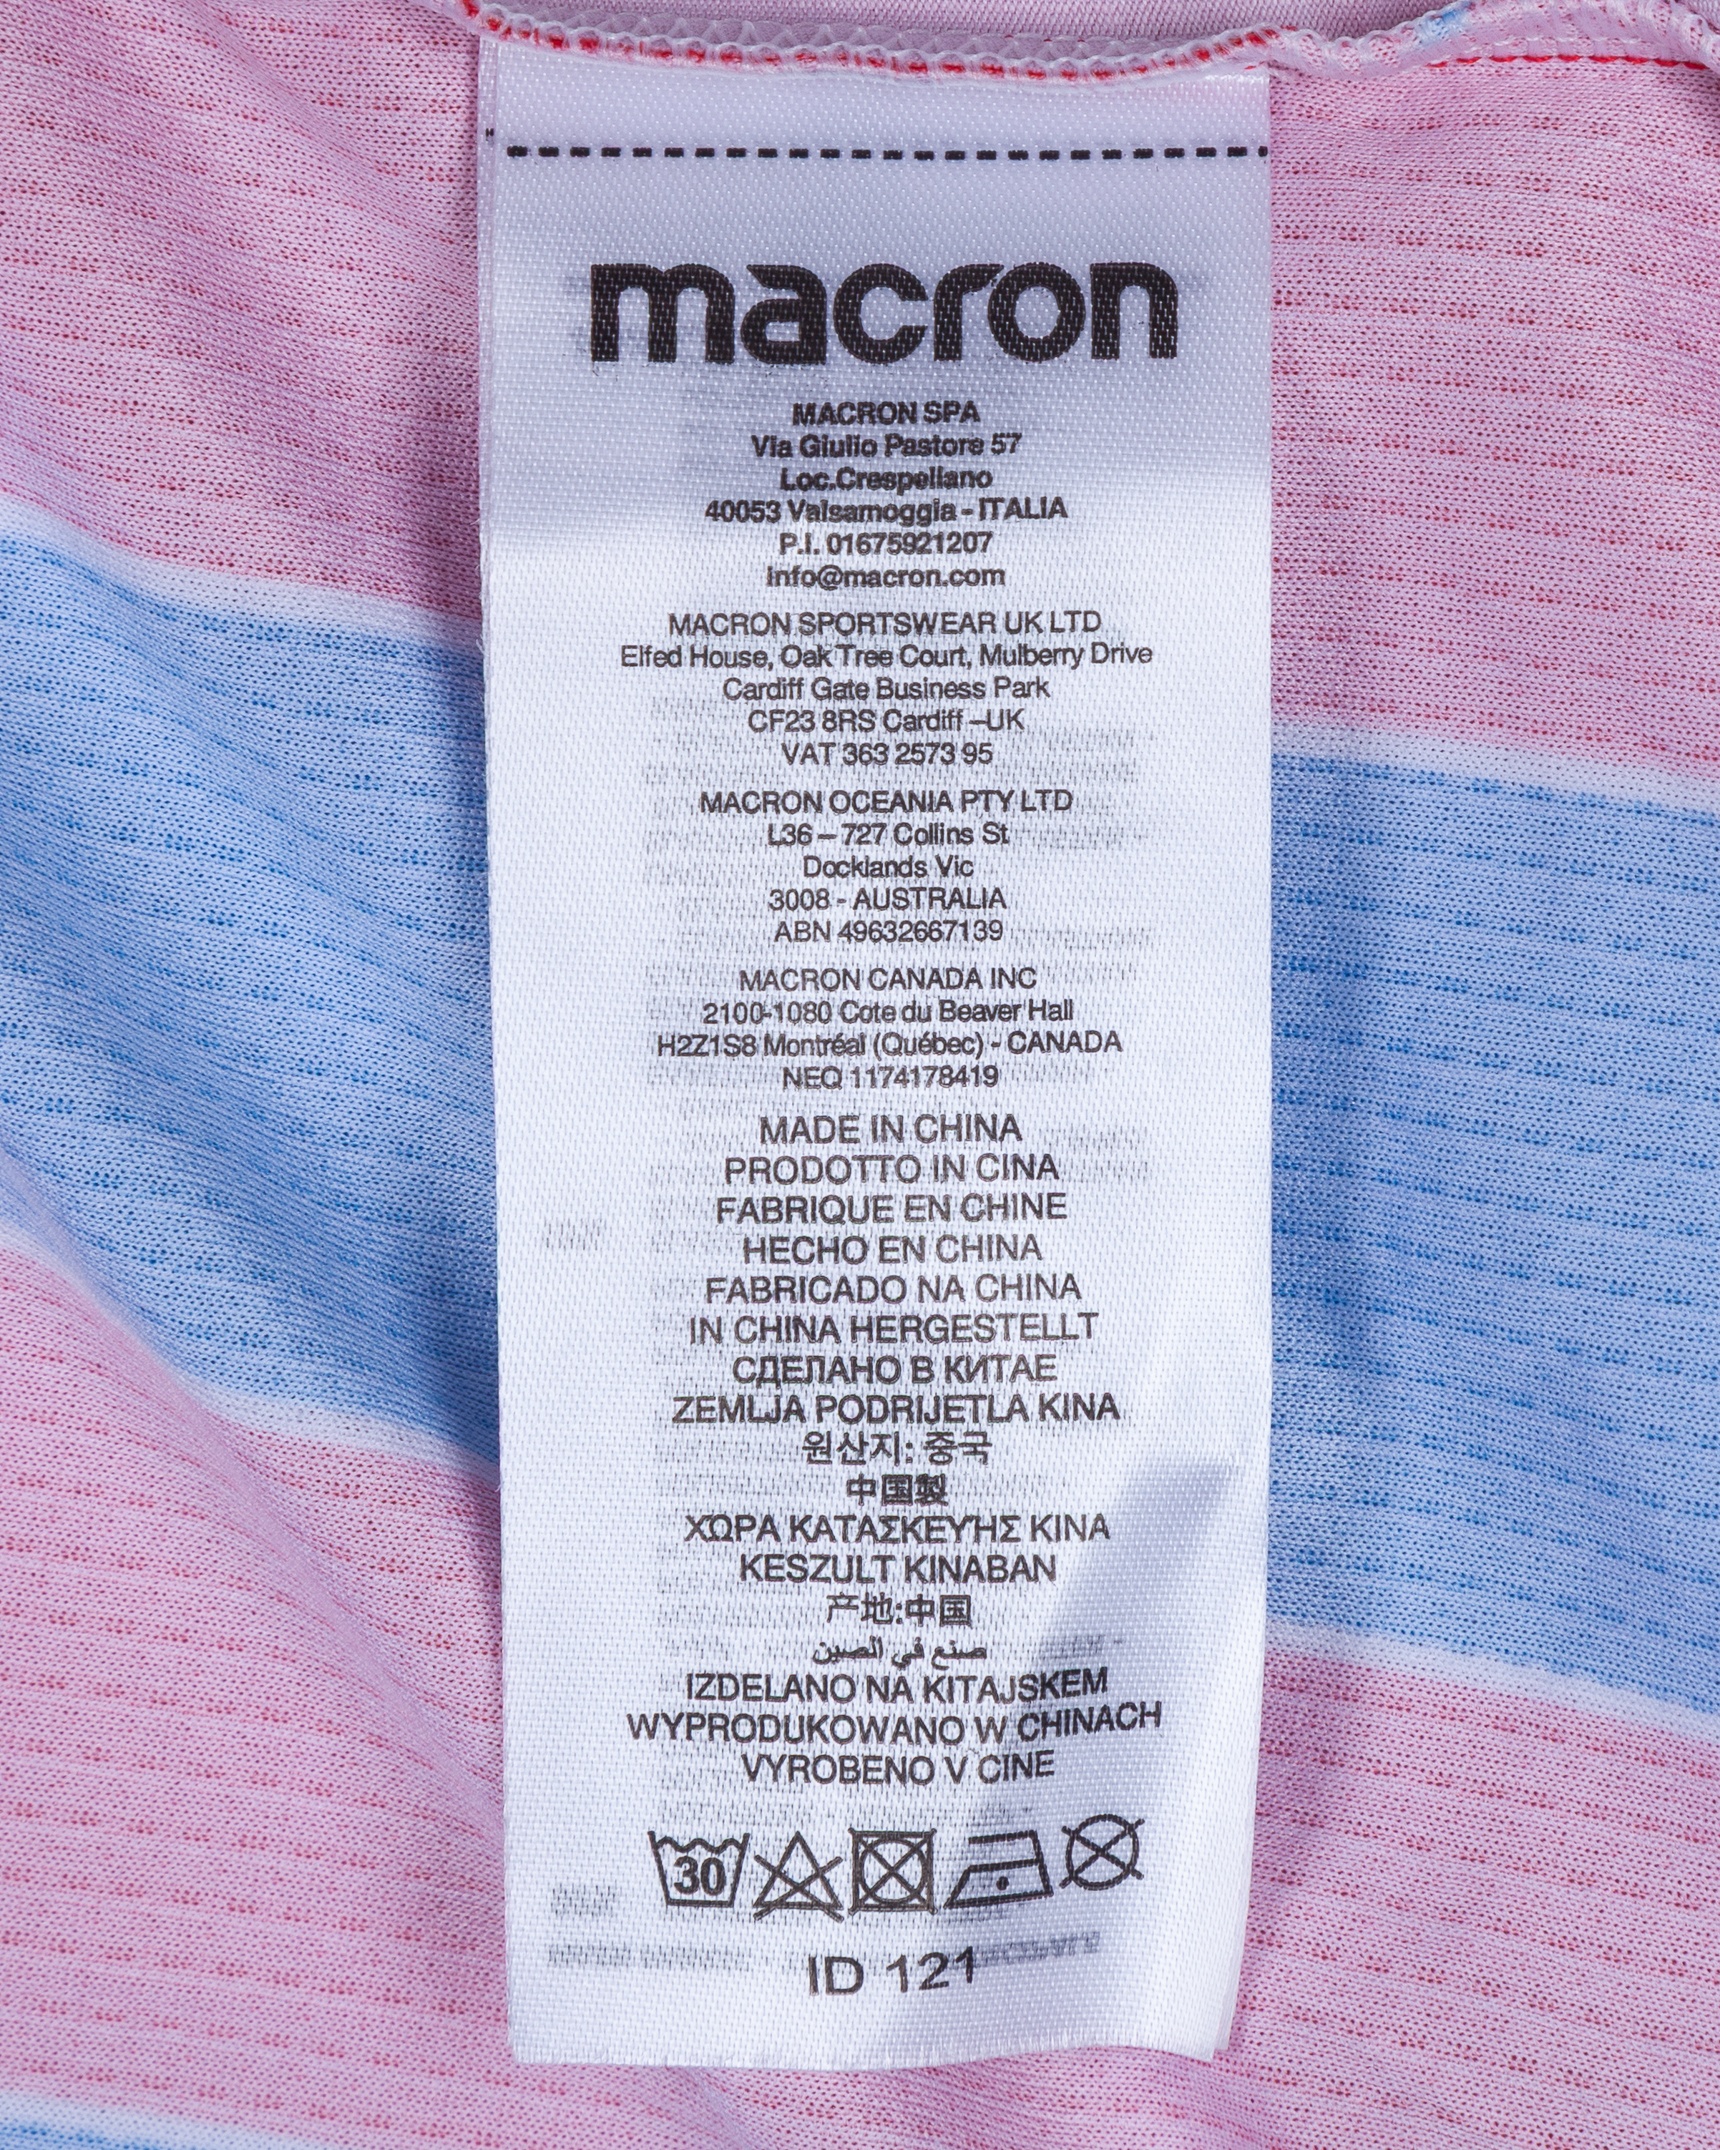 macron
MACRON SPA
Via Giulio Pastore 57
Loc.Crespellano
40053 Valsamoggia - ITALIA
P.I. 01675921207
info@macron.com
MACRON SPORTSWEAR UK LTD
Elfed House, Oak Tree Court, Mulberry Drive
Cardiff Gate Business Park
CF23 8RS Cardiff –UK
VAT 363 2573 95
MACRON OCEANIA PTY LTD
L36 – 727 Collins St
Docklands Vic
3008 - AUSTRALIA
ABN 49632667139
MACRON CANADA INC
2100-1080 Cote du Beaver Hall
H2Z1S8 Montréal (Québec) - CANADA
NEQ 1174178419
MADE IN CHINA
PRODOTTO IN CINA
FABRIQUE EN CHINE
HECHO EN CHINA
FABRICADO NA CHINA
IN CHINA HERGESTELLT
СДЕЛАНО В КИТАЕ
ZEMLJA PODRIJETLA KINA
원산지: 중국
中国製
ΧΩΡΑ ΚΑΤΑΣΚΕΥΉΣ ΚΙΝΑ
KESZULT KINABAN
产地:中国
صنع في الصين
IZDELANO NA KITAJSKEM
WYPRODUKOWANO W CHINACH
VYROBENO V CINE
30
ID 121